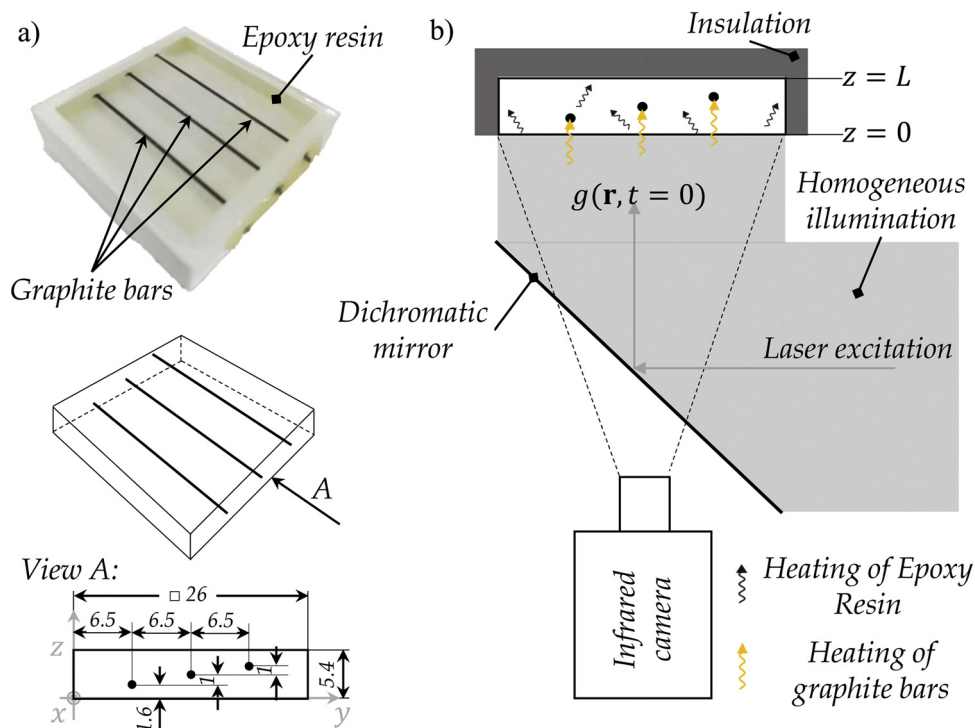 a)
Epoxy resin
Graphite bars
A
View A:
□ 26
6.5
6.5
6.5
z
1
1
5.4
1.6
x
y
b)
Insulation
z = L
z = 0
g(r, t = 0)
Homogeneous
illumination
Dichromatic
mirror
Laser excitation
Infrared
camera
Heating of Epoxy
Resin
Heating of
graphite bars